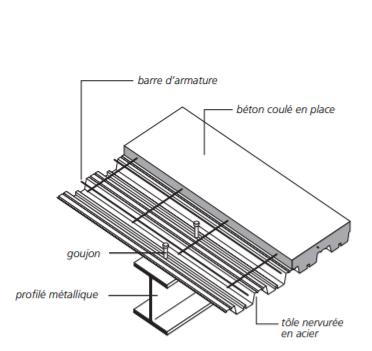 barre d'armature
béton coulé en place
goujon
profilé métallique
tôle nervurée
en acier